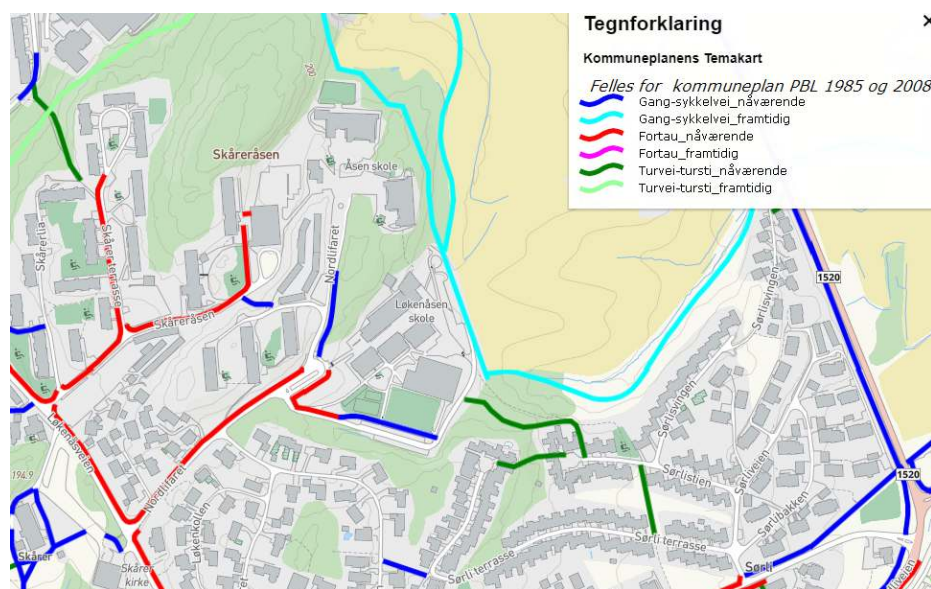 Tegnforklaring
Kommuneplanens Temakart
Felles for kommuneplan PBL 1985 og 2008
Gang-sykkelvei_nåværende
Gang-sykkelvei_framtidig
Fortau_nåværende
Fortau_framtidig
Turvei-tursti_nåværende
Turvei-tursti_framtidig
200
Skåreråsen
Åsen skole
Skårerlia
Skårer terrasse
Nordlifaret
Løkenåsen
skole
Skåreråsen
1520
Sørlisvingen
Sørlisvingen
Løkenåsveien
Nordlifaret
Løkenkollen
194.9
Sørlistien
Sørliveien
Sørlibakken
1520
Skårer
Skårer
kirke
Sørli terrasse
Sørli terrasse
Sørli